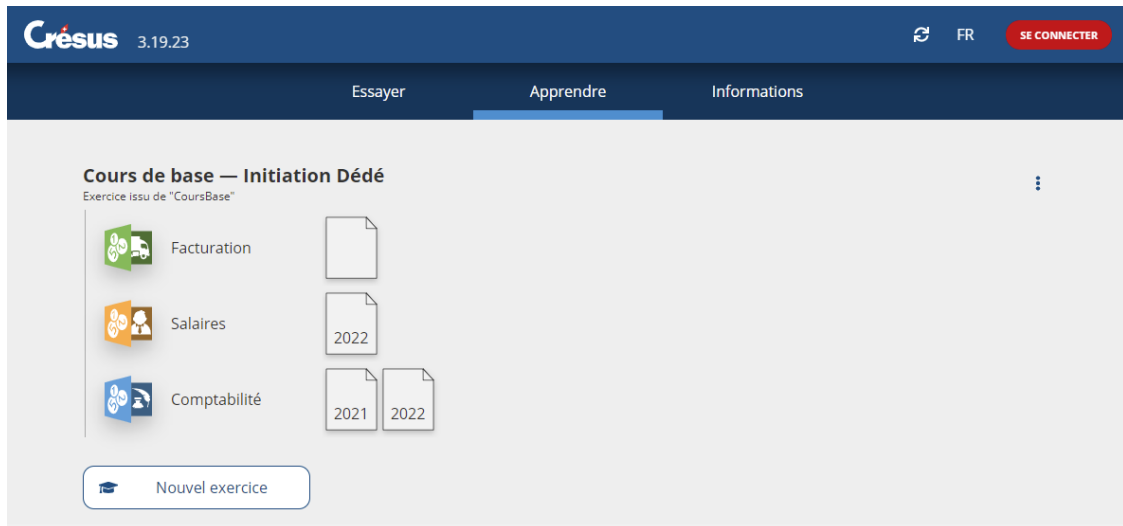 Crésus 3.19.23 FR SE CONNECTER
Essayer Apprendre Informations
Cours de base — Initiation Dédé
Exercice issu de "CoursBase"
Facturation
Salaires 2022
Comptabilité 2021 2022
Nouvel exercice